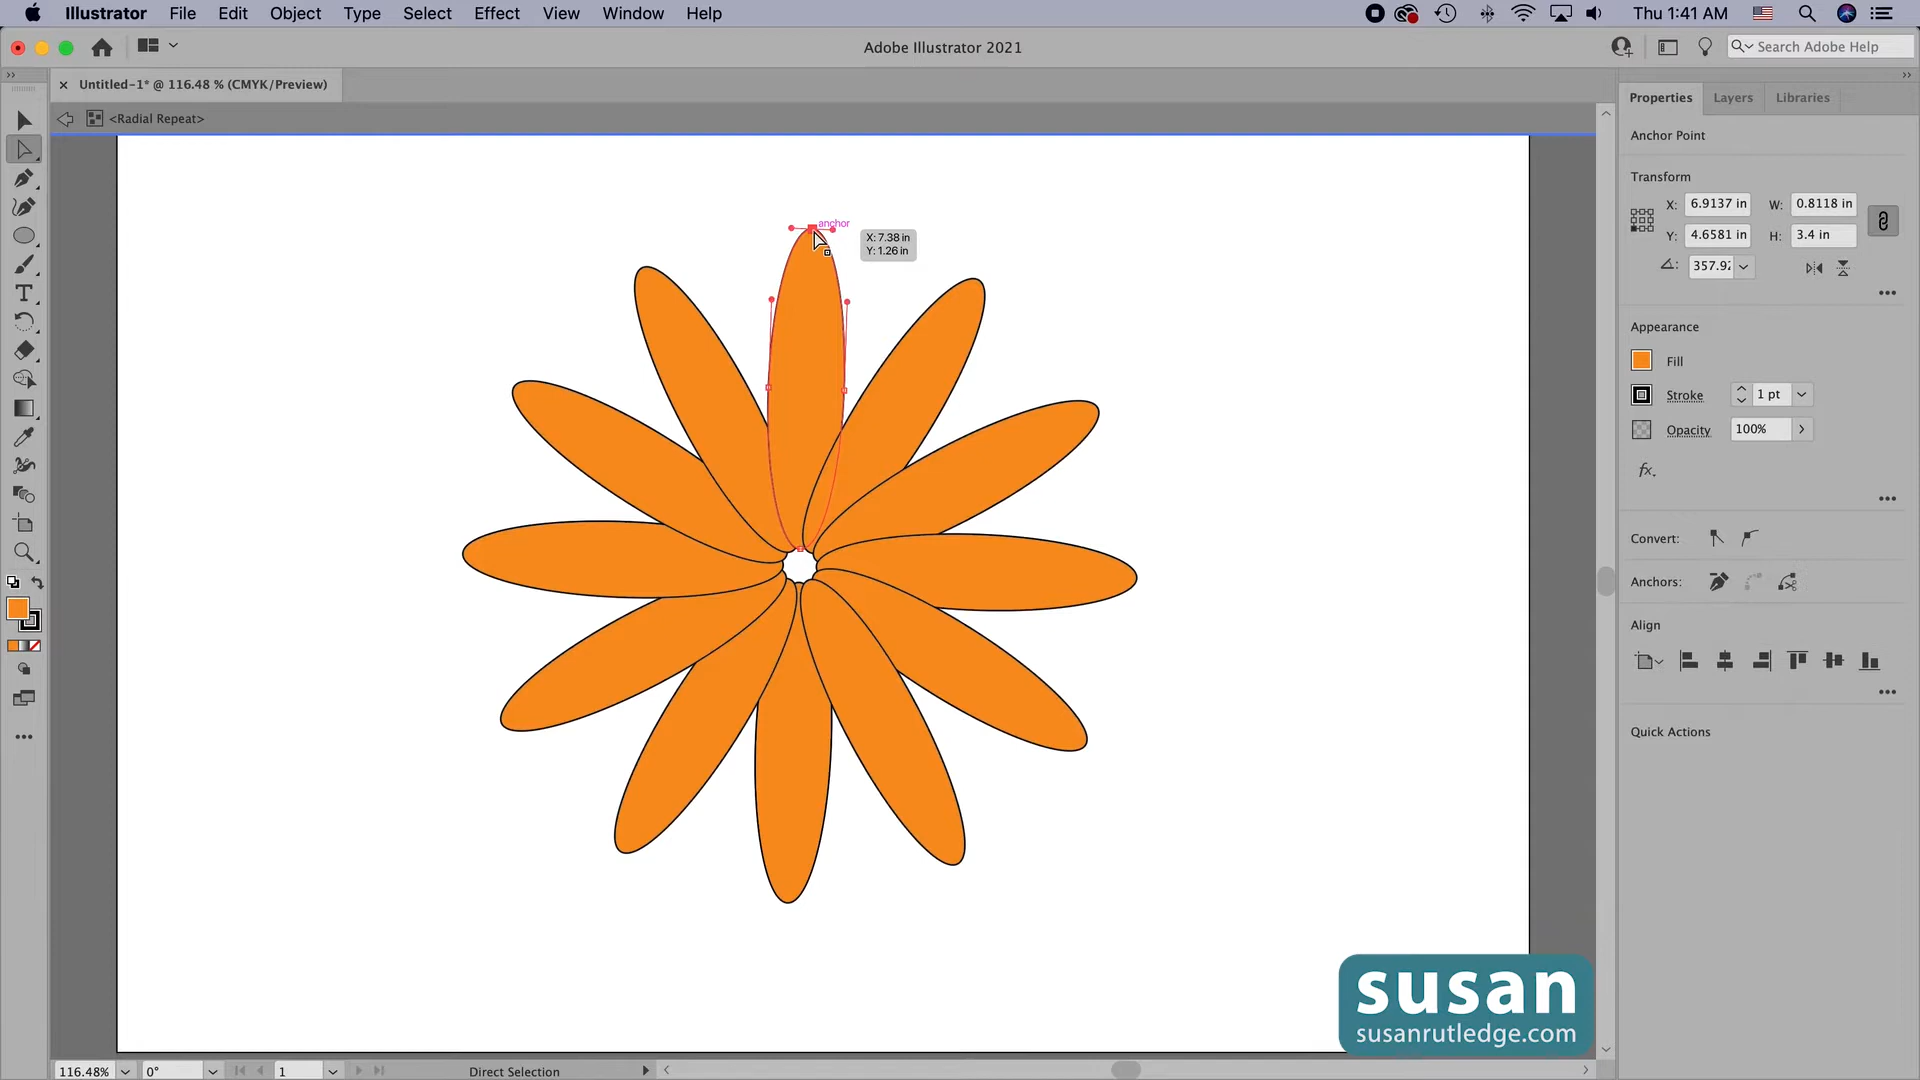 Illustrator File Edit Object Type Select Effect View Window Help Thu 1:41 AM
Adobe Illustrator 2021 Search Adobe Help
Untitled-1* @ 116.48 % (CMYK/Preview)
<Radial Repeat>
Properties Layers Libraries
Anchor Point
Transform
X: 6.9137 in W: 0.8118 in
Y: 4.6581 in H: 3.4 in
357.92
anchor
X: 7.38 in
Y: 1.26 in
Appearance
Fill
Stroke 1 pt
Opacity 100%
fx.
Convert:
Anchors:
Align
Quick Actions
susan
susanrutledge.com
116.48% 0° 1 Direct Selection